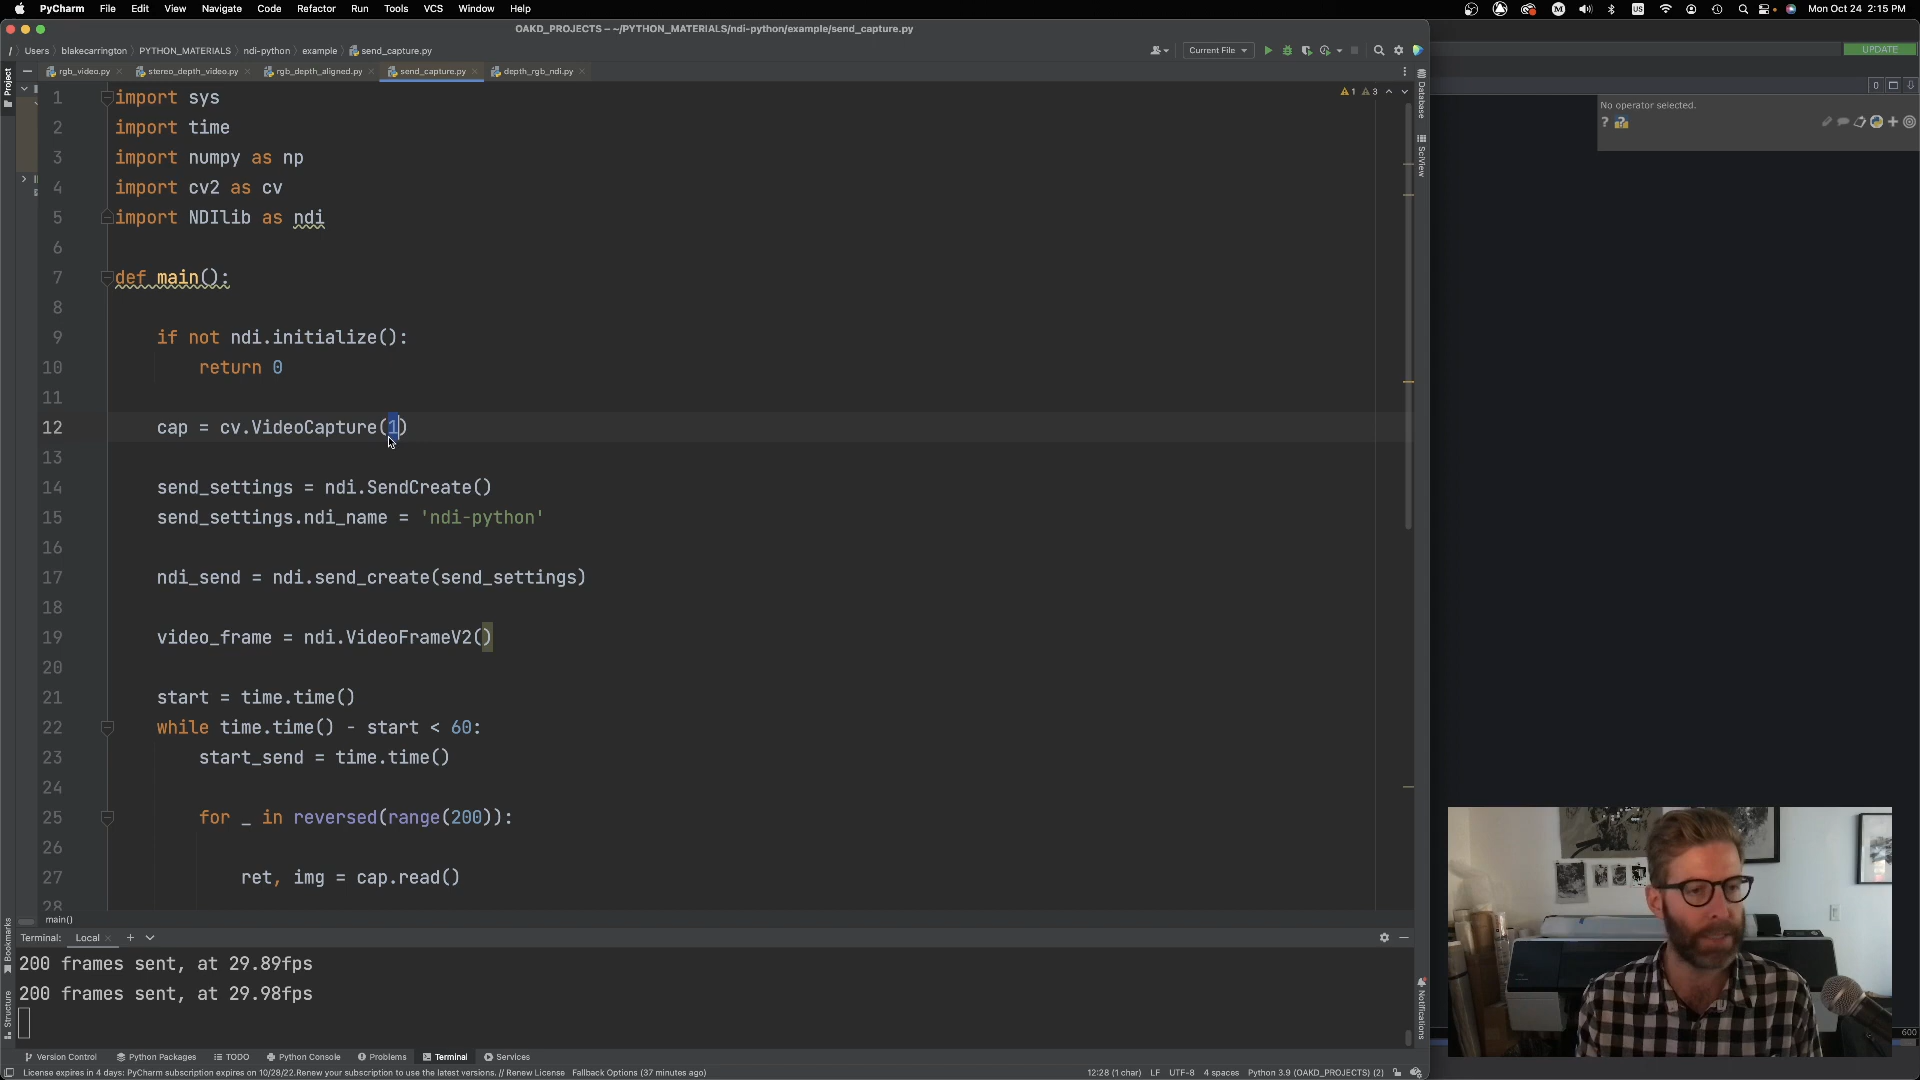 PyCharm File Edit View Navigate Code Refactor Run Tools VCS Window Help
US
Mon Oct 24 2:15 PM
OAKD_PROJECTS – ~/PYTHON_MATERIALS/ndi-python/example/send_capture.py
/ Users blakecarrington PYTHON_MATERIALS ndi-python example send_capture.py
Current File
UPDATE
rgb_video.py stereo_depth_video.py rgb_depth_aligned.py send_capture.py depth_rgb_ndi.py
Project
Database
SciView
1 3
0
No operator selected.
1 import sys
2 import time
3 import numpy as np
4 import cv2 as cv
5 import NDIlib as ndi
6
7 def main():
8
9 if not ndi.initialize():
10 return 0
11
12 cap = cv.VideoCapture(1)
13
14 send_settings = ndi.SendCreate()
15 send_settings.ndi_name = 'ndi-python'
16
17 ndi_send = ndi.send_create(send_settings)
18
19 video_frame = ndi.VideoFrameV2()
20
21 start = time.time()
22 while time.time() - start < 60:
23 start_send = time.time()
24
25 for _ in reversed(range(200)):
26
27 ret, img = cap.read()
28
main()
Bookmarks
Structure
Notifications
Terminal: Local + 
200 frames sent, at 29.89fps
200 frames sent, at 29.98fps
600
Version Control Python Packages TODO Python Console Problems Terminal Services
License expires in 4 days: PyCharm subscription expires on 10/28/22.Renew your subscription to use the latest versions. // Renew License Fallback Options (37 minutes ago)
12:28 (1 char) LF UTF-8 4 spaces Python 3.9 (OAKD_PROJECTS) (2)